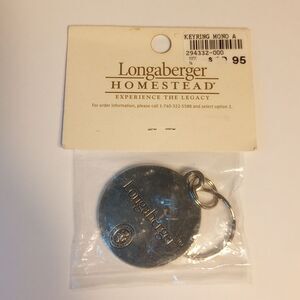 KEYRING MONO A
294332-000
95
Longaberger
HOMESTEAD
EXPERIENCE THE LEGACY
For order information, please call 1-740-322-5588 and select option 2.
Longaberger